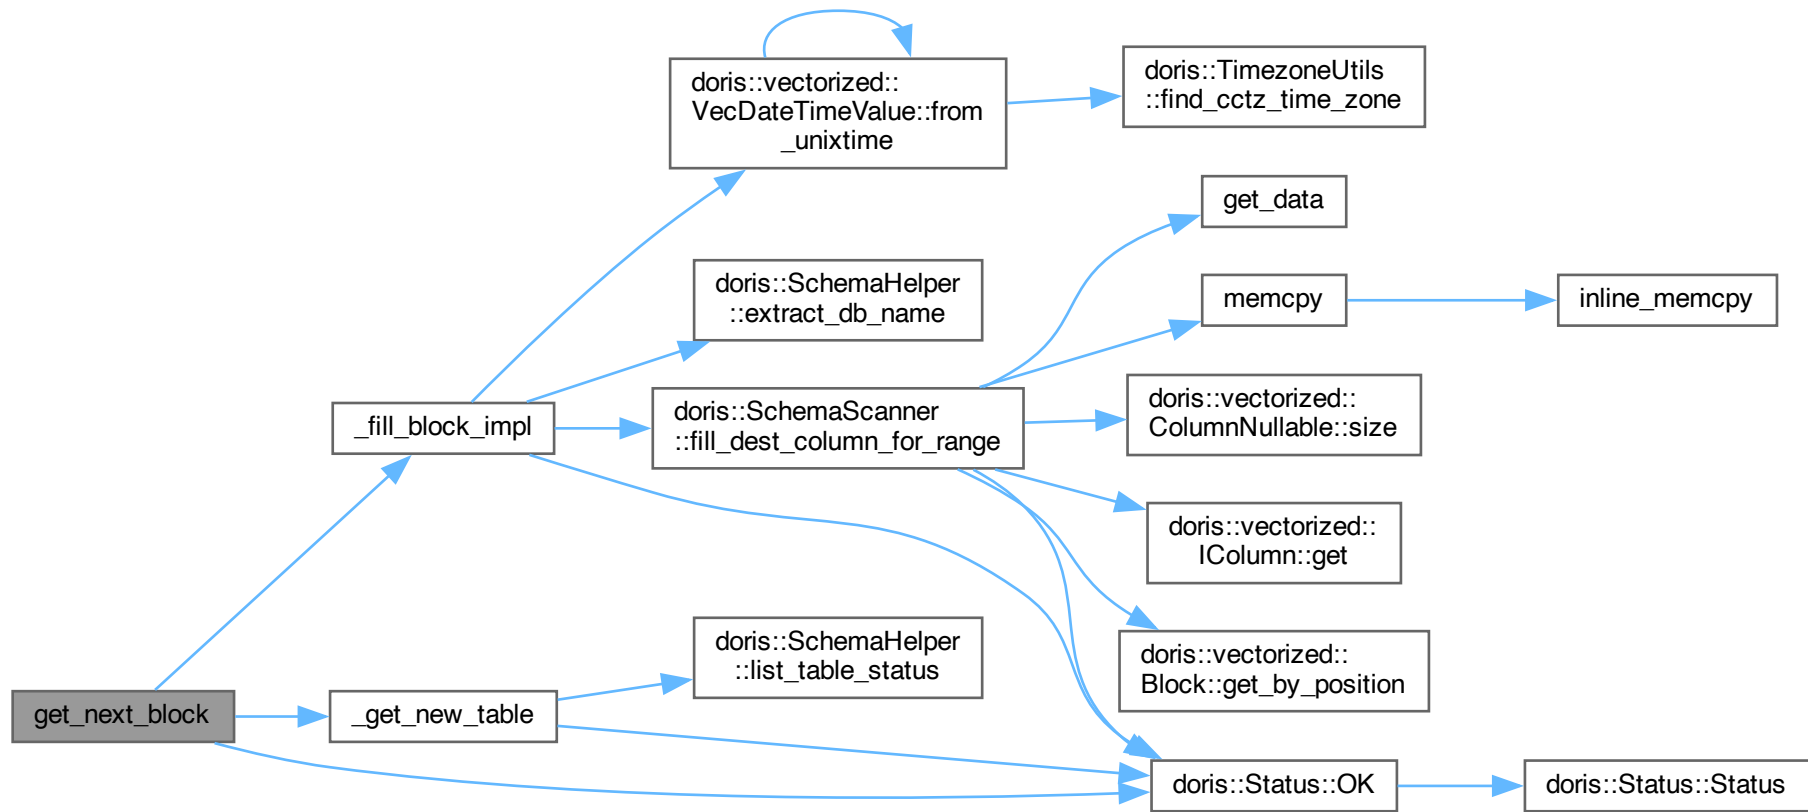 doris::vectorized::
VecDateTimeValue::from
_unixtime
doris::TimezoneUtils
::find_cctz_time_zone
get_data
doris::SchemaHelper
::extract_db_name
memcpy
inline_memcpy
_fill_block_impl
doris::SchemaScanner
::fill_dest_column_for_range
doris::vectorized::
ColumnNullable::size
doris::vectorized::
IColumn::get
doris::SchemaHelper
::list_table_status
doris::vectorized::
Block::get_by_position
get_next_block
_get_new_table
doris::Status::OK
doris::Status::Status